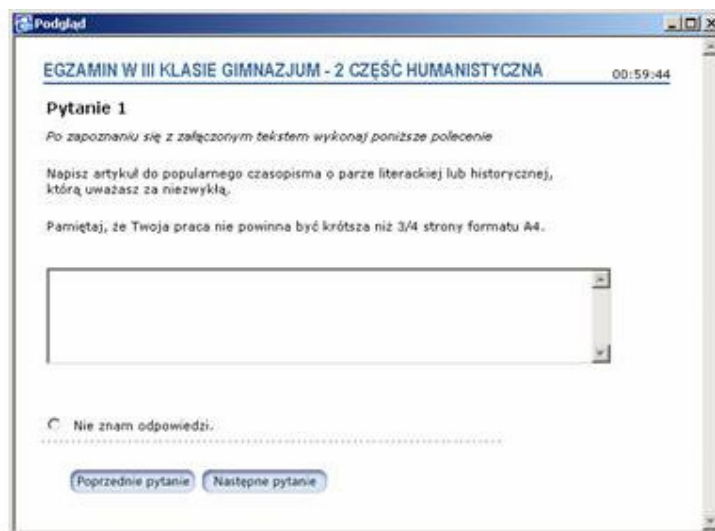 Podgląd
EGZAMIN W III KLASIE GIMNAZJUM - 2 CZĘŚĆ HUMANISTYCZNA 00:59:44
Pytanie 1
Po zapoznaniu się z załączonym tekstem wykonaj poniższe polecenie
Napisz artykuł do popularnego czasopisma o parze literackiej lub historycznej,
którą uważasz za niezwykłą.
Pamiętaj, że Twoja praca nie powinna być krótsza niż 3/4 strony formatu A4.
Nie znam odpowiedzi.
Poprzednie pytanie Następne pytanie